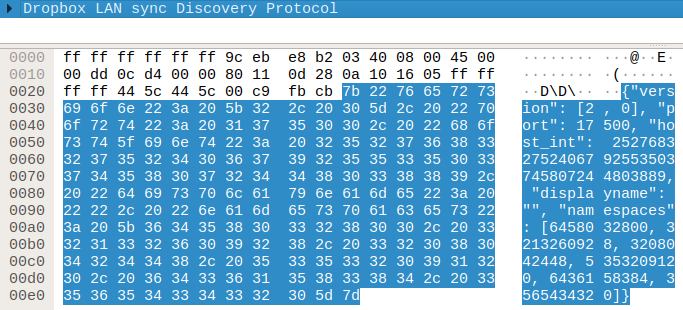 Dropbox LAN sync Discovery Protocol
0000 ff ff ff ff ff ff 9c eb e8 b2 03 40 08 00 45 00 ········ ···@··E·
0010 00 dd 0c d4 00 00 80 11 0d 28 0a 10 16 05 ff ff ········ ·(······
0020 ff ff 44 5c 44 5c 00 c9 fb cb 7b 22 76 65 72 73 ··D\D\·· ··{"vers
0030 69 6f 6e 22 3a 20 5b 32 2c 20 30 5d 2c 20 22 70 ion": [2 , 0], "p
0040 6f 72 74 22 3a 20 31 37 35 30 30 2c 20 22 68 6f ort": 17 500, "ho
0050 73 74 5f 69 6e 74 22 3a 20 32 35 32 37 36 38 33 st_int":  2527683
0060 32 37 35 32 34 30 36 37 39 32 35 35 33 35 30 33 27524067 92553503
0070 37 34 35 38 30 37 32 34 34 38 30 33 38 38 39 2c 74580724 4803889,
0080 20 22 64 69 73 70 6c 61 79 6e 61 6d 65 22 3a 20 "displa yname":
0090 22 22 2c 20 22 6e 61 6d 65 73 70 61 63 65 73 22 "", "nam espaces"
00a0 3a 20 5b 36 34 35 38 30 33 32 38 30 30 2c 20 33 : [64580 32800, 3
00b0 32 31 33 32 36 30 39 32 38 2c 20 33 32 30 38 30 21326092 8, 32080
00c0 34 32 34 34 38 2c 20 35 33 35 33 32 30 39 31 32 42448, 5 35320912
00d0 30 2c 20 36 34 33 36 31 35 38 33 38 34 2c 20 33 0, 64361 58384, 3
00e0 35 36 35 34 33 34 33 32 30 5d 7d 56543432 0]}